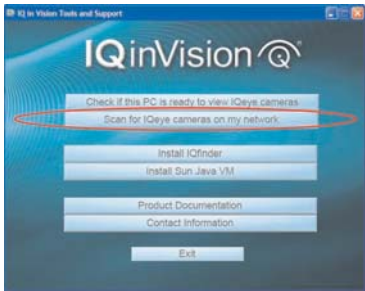 IQ in Vision Tools and Support
IQinVision
Check if this PC is ready to view IQeye cameras
Scan for IQeye cameras on my network
Install IQfinder
Install Sun Java VM
Product Documentation
Contact Information
Exit